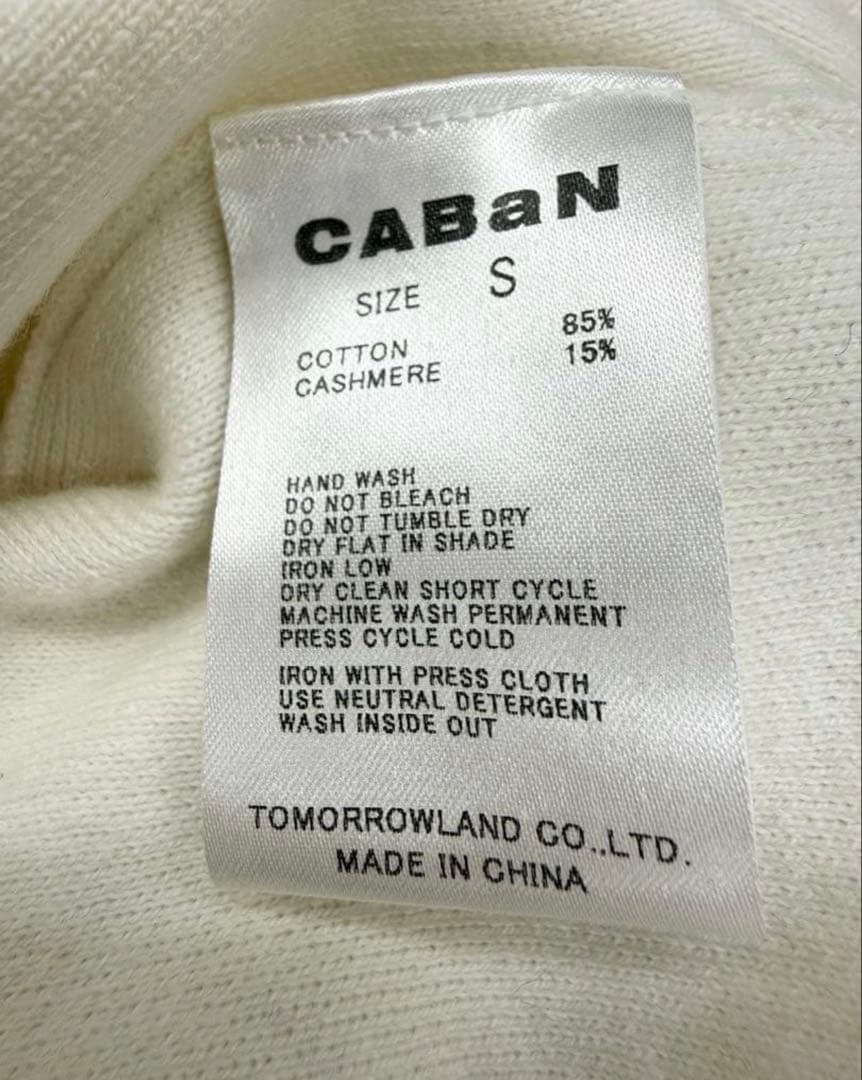 CABaN
SIZE S
COTTON 85%
CASHMERE 15%
HAND WASH
DO NOT BLEACH
DO NOT TUMBLE DRY
DRY FLAT IN SHADE
IRON LOW
DRY CLEAN SHORT CYCLE
MACHINE WASH PERMANENT
PRESS CYCLE COLD
IRON WITH PRESS CLOTH
USE NEUTRAL DETERGENT
WASH INSIDE OUT
TOMORROWLAND CO.,LTD.
MADE IN CHINA